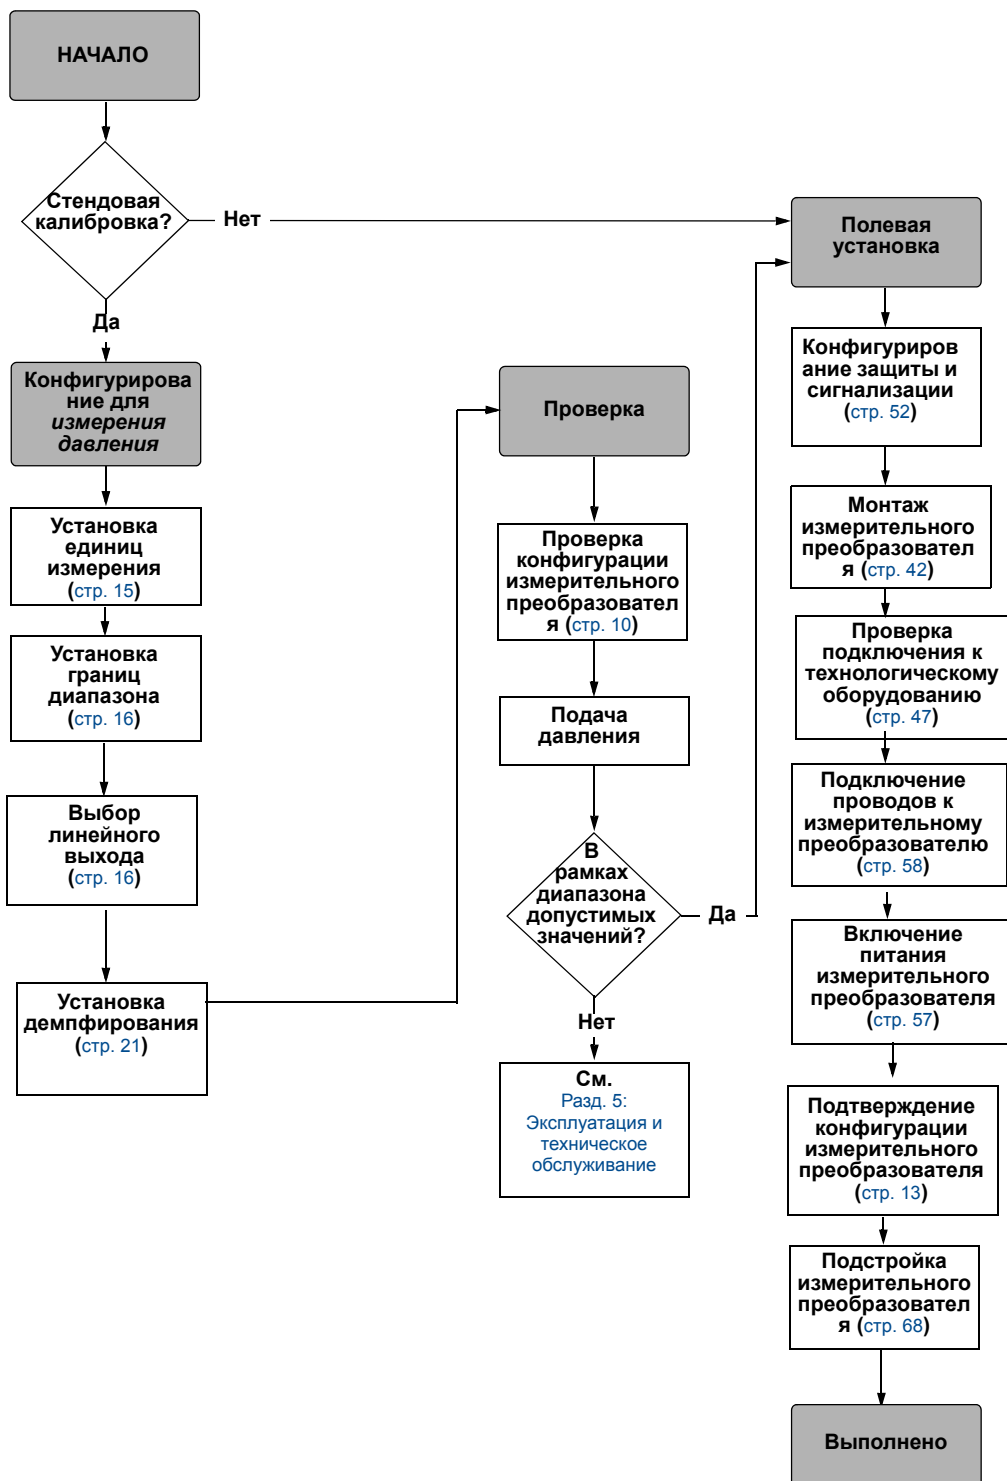 НАЧАЛО
Стендовая
калибровка?
Нет
Да
Конфигурирова
ние для
измерения
давления
Установка
единиц
измерения
(стр. 15)
Установка
границ
диапазона
(стр. 16)
Выбор
линейного
выхода
(стр. 16)
Установка
демпфирования
(стр. 21)
Проверка
Проверка
конфигурации
измерительного
преобразовател
я (стр. 10)
Подача
давления
В
рамках
диапазона
допустимых
значений?
Да
Нет
См.
Разд. 5:
Эксплуатация и
техническое
обслуживание
Полевая
установка
Конфигуриров
ание защиты и
сигнализации
(стр. 52)
Монтаж
измерительного
преобразовател
я (стр. 42)
Проверка
подключения к
технологическому
оборудованию
(стр. 47)
Подключение
проводов к
измерительному
преобразователю
(стр. 58)
Включение
питания
измерительного
преобразователя
(стр. 57)
Подтверждение
конфигурации
измерительного
преобразователя
(стр. 13)
Подстройка
измерительного
преобразовател
я (стр. 68)
Выполнено